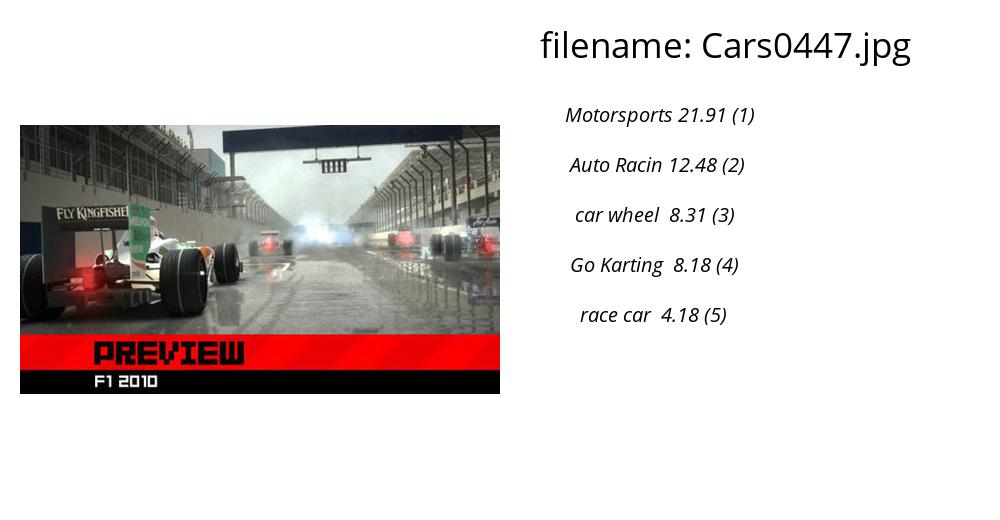 filename: Cars0447.jpg
Motorsports 21.91 (1)
Auto Racin 12.48 (2)
car wheel 8.31 (3)
Go Karting 8.18 (4)
race car 4.18 (5)
FLY KINGFISHER
PREVIEW
F1 2010